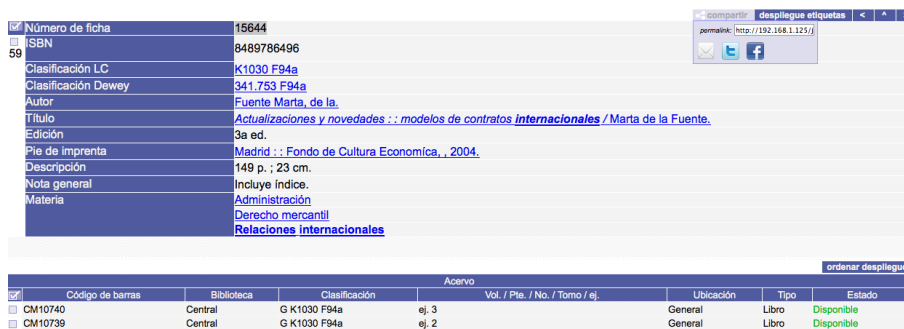 compartir despliegue etiquetas < ^
permalink: http://192.168.1.125/j
Número de ficha 15644
59 ISBN 8489786496
Clasificación LC K1030 F94a
Clasificación Dewey 341.753 F94a
Autor Fuente Marta, de la.
Título Actualizaciones y novedades : : modelos de contratos internacionales / Marta de la Fuente.
Edición 3a ed.
Pie de imprenta Madrid : : Fondo de Cultura Economíca, , 2004.
Descripción 149 p. ; 23 cm.
Nota general Incluye índice.
Materia Administración
Derecho mercantil
Relaciones internacionales
ordenar despliegue
Acervo
Código de barras Biblioteca Clasificación Vol. / Pte. / No. / Tomo / ej. Ubicación Tipo Estado
CM10740 Central G K1030 F94a ej. 3 General Libro Disponible
CM10739 Central G K1030 F94a ej. 2 General Libro Disponible